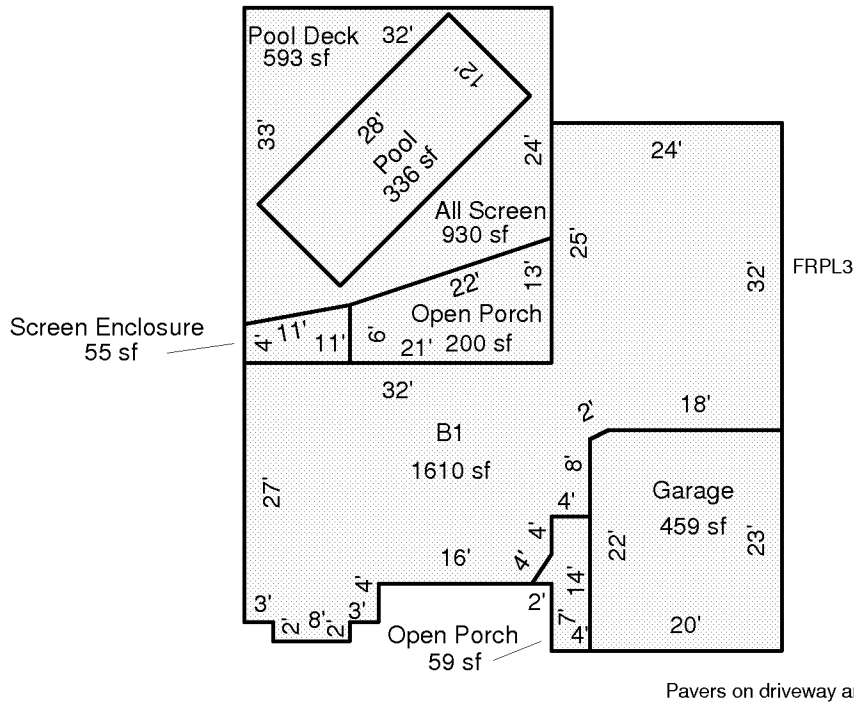 Pool Deck
593 sf
32'
12'
33'
28'
Pool
336 sf
24'
24'
All Screen
930 sf
25'
32'
FRPL3
22'
13'
Open Porch
200 sf
Screen Enclosure
55 sf
4'
11'
11'
6'
21'
32'
2'
18'
B1
1610 sf
8'
27'
4'
Garage
459 sf
4'
22'
23'
16'
4'
14'
4'
2'
3'
2'
8'
2'
3'
7'
4'
20'
Open Porch
59 sf
Pavers on driveway